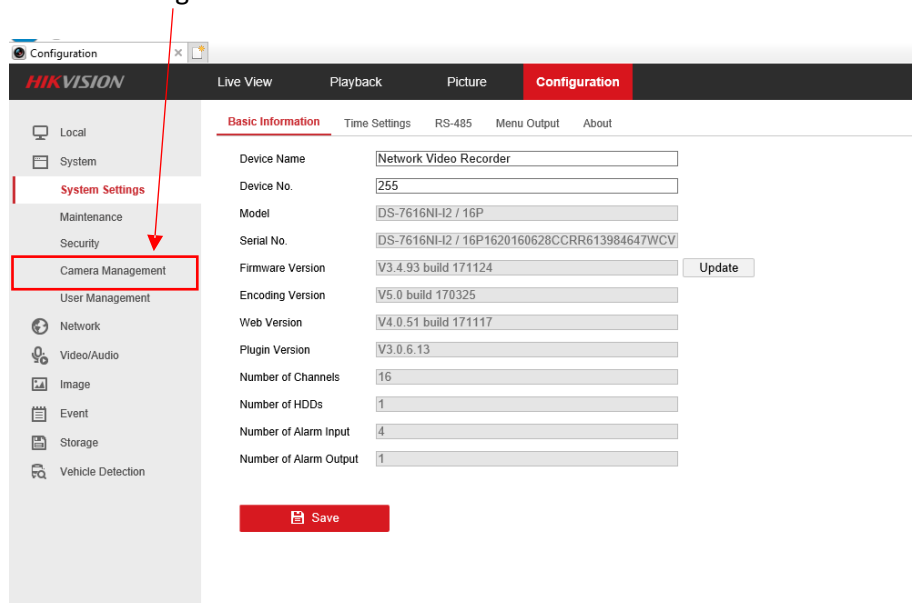 Configuration
HIKVISION
Live View Playback Picture Configuration
Local
System
System Settings
Maintenance
Security
Camera Management
User Management
Network
Video/Audio
Image
Event
Storage
Vehicle Detection
Basic Information Time Settings RS-485 Menu Output About
Device Name Network Video Recorder
Device No. 255
Model DS-7616NI-I2 / 16P
Serial No. DS-7616NI-I2 / 16P1620160628CCRR613984647WCV
Firmware Version V3.4.93 build 171124 Update
Encoding Version V5.0 build 170325
Web Version V4.0.51 build 171117
Plugin Version V3.0.6.13
Number of Channels 16
Number of HDDs 1
Number of Alarm Input 4
Number of Alarm Output 1
Save